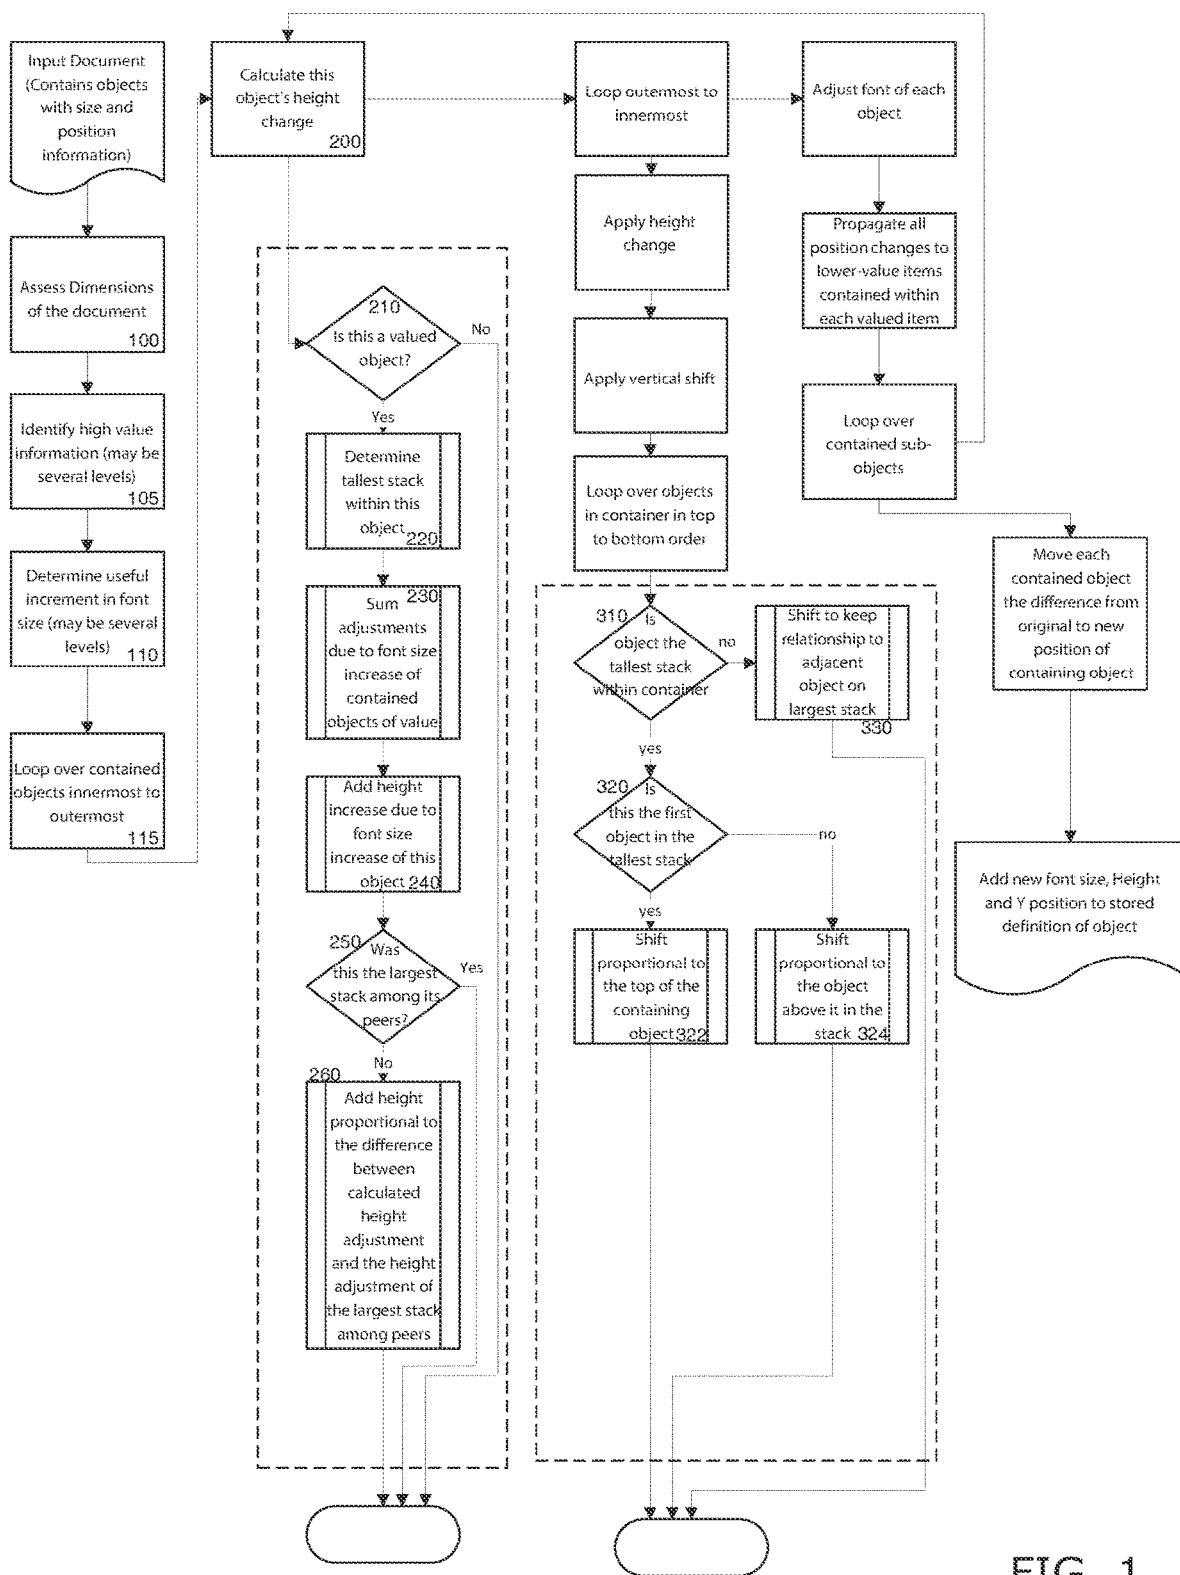 Input Document
(Contains objects
with size and
position
information)
Assess Dimensions
of the document
100
Identify high value
information (may be
several levels)
105
Determine useful
increment in font
size (may be several
levels)
110
Loop over contained
objects innermost to
outermost
115
Calculate this
object's height
change
200
210
Is this a valued
object?
No
Yes
Determine
tallest stack
within this
object
220
230
Sum
adjustments
due to font size
increase of
contained
objects of value
Add height
increase due to
font size
increase of this
object 240
250
Was
this the largest
stack among its
peers?
Yes
No
260
Add height
proportional to
the difference
between
calculated
height
adjustment
and the height
adjustment of
the largest stack
among peers
Loop outermost to
innermost
Apply height
change
Apply vertical shift
Loop over objects
in container in top
to bottom order
310
Is
object the
tallest stack
within container
no
yes
Shift to keep
relationship to
adjacent
object on
largest stack
330
320
Is
this the first
object in the
tallest stack
no
yes
Shift
proportional to
the top of the
containing
object 322
Shift
proportional to
the object
above it in the
stack 324
Adjust font of each
object
Propagate all
position changes to
lower-value items
contained within
each valued item
Loop over
contained sub-
objects
Move each
contained object
the difference from
original to new
position of
containing object
Add new font size, Height
and Y position to stored
definition of object
FIG. 1